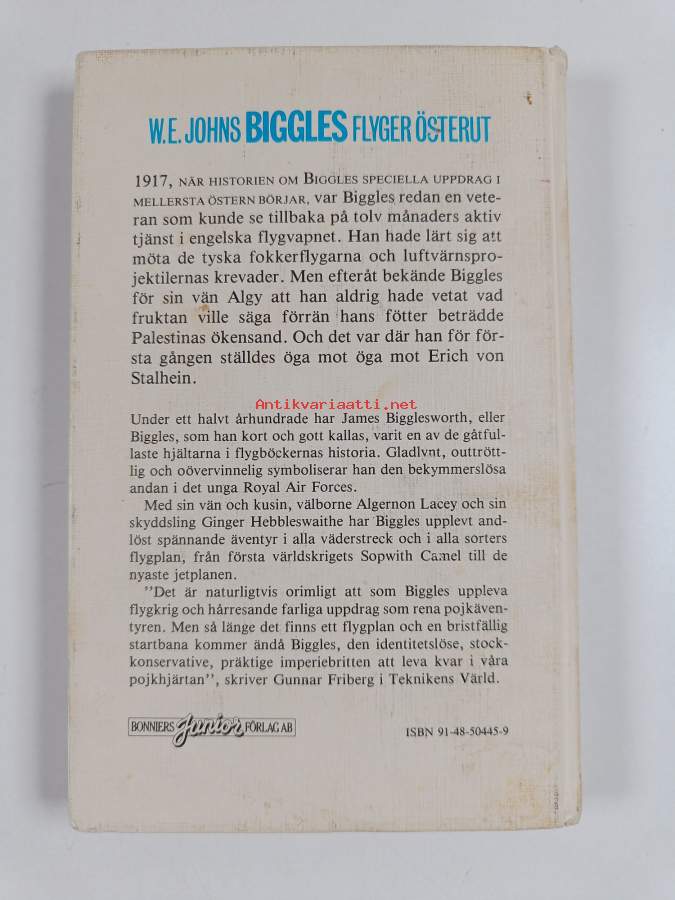 W.E. JOHNS BIGGLES FLYGER ÖSTERUT
1917, NÄR HISTORIEN OM BIGGLES SPECIELLA UPPDRAG I
MELLERSTA ÖSTERN BÖRJAR, var Biggles redan en vete-
ran som kunde se tillbaka på tolv månaders aktiv
tjänst i engelska flygvapnet. Han hade lärt sig att
möta de tyska fokkerflygarna och luftvärnspro-
jektilernas krevader. Men efteråt bekände Biggles
för sin vän Algy att han aldrig hade vetat vad
fruktan ville säga förrän hans fötter beträdde
Palestinas ökensand. Och det var där han för för-
sta gången ställdes öga mot öga mot Erich von
Stalhein.
Antikvariaatti.net
Under ett halvt århundrade har James Bigglesworth, eller
Biggles, som han kort och gott kallas, varit en av de gåtful-
laste hjältarna i flygböckernas historia. Gladlynt, outtrött-
lig och oövervinnelig symboliserar han den bekymmerslösa
andan i det unga Royal Air Forces.
Med sin vän och kusin, välborne Algernon Lacey och sin
skyddsling Ginger Hebbleswaithe har Biggles upplevt and-
löst spännande äventyr i alla väderstreck och i alla sorters
flygplan, från första världskrigets Sopwith Camel till de
nyaste jetplanen.
"Det är naturligtvis orimligt att som Biggles uppleva
flygkrig och hårresande farliga uppdrag som rena pojkäven-
tyren. Men så länge det finns ett flygplan och en bristfällig
startbana kommer ändå Biggles, den identitetslöse, stock-
konservative, präktige imperiebritten att leva kvar i våra
pojkhjärtan", skriver Gunnar Friberg i Teknikens Värld.
BONNIERS Junior FÖRLAG AB
ISBN 91-48-50445-9